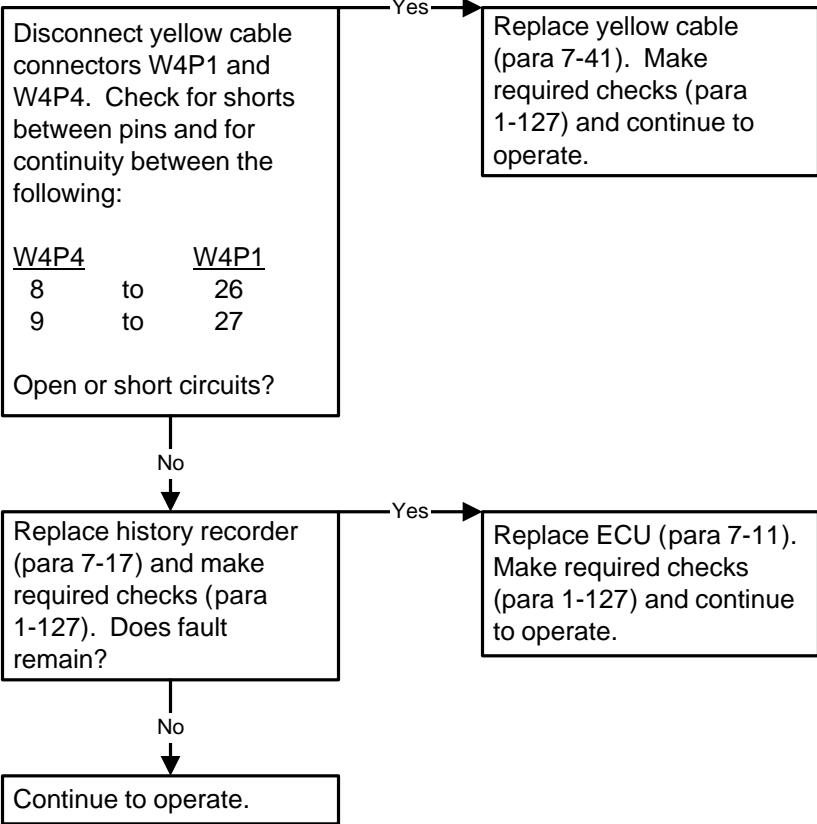 Disconnect yellow cable
connectors W4P1 and
W4P4. Check for shorts
between pins and for
continuity between the
following:
W4P4 W4P1
8 to 26
9 to 27
Open or short circuits?
Yes
Replace yellow cable
(para 7-41). Make
required checks (para
1-127) and continue to
operate.
No
Replace history recorder
(para 7-17) and make
required checks (para
1-127). Does fault
remain?
Yes
Replace ECU (para 7-11).
Make required checks
(para 1-127) and continue
to operate.
No
Continue to operate.